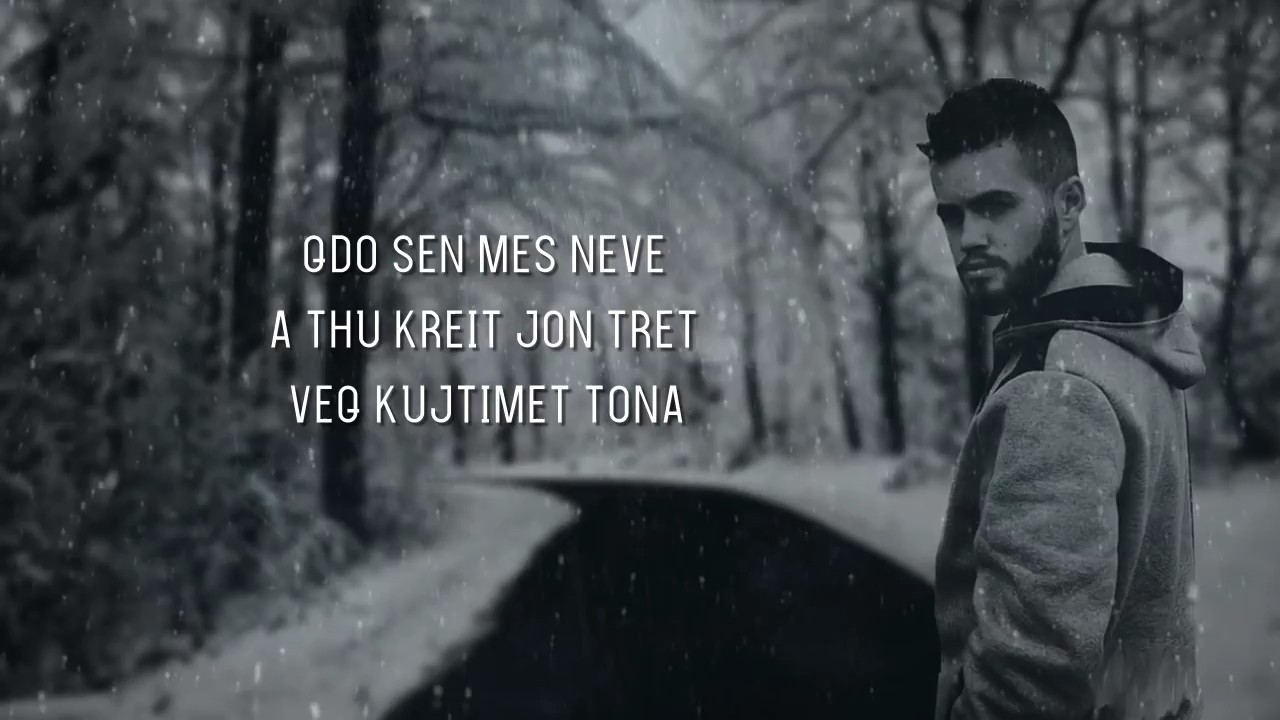 QDO SEN MES NEVE
A THU KREIT JON TRET
VEQ KUJTIMET TONA